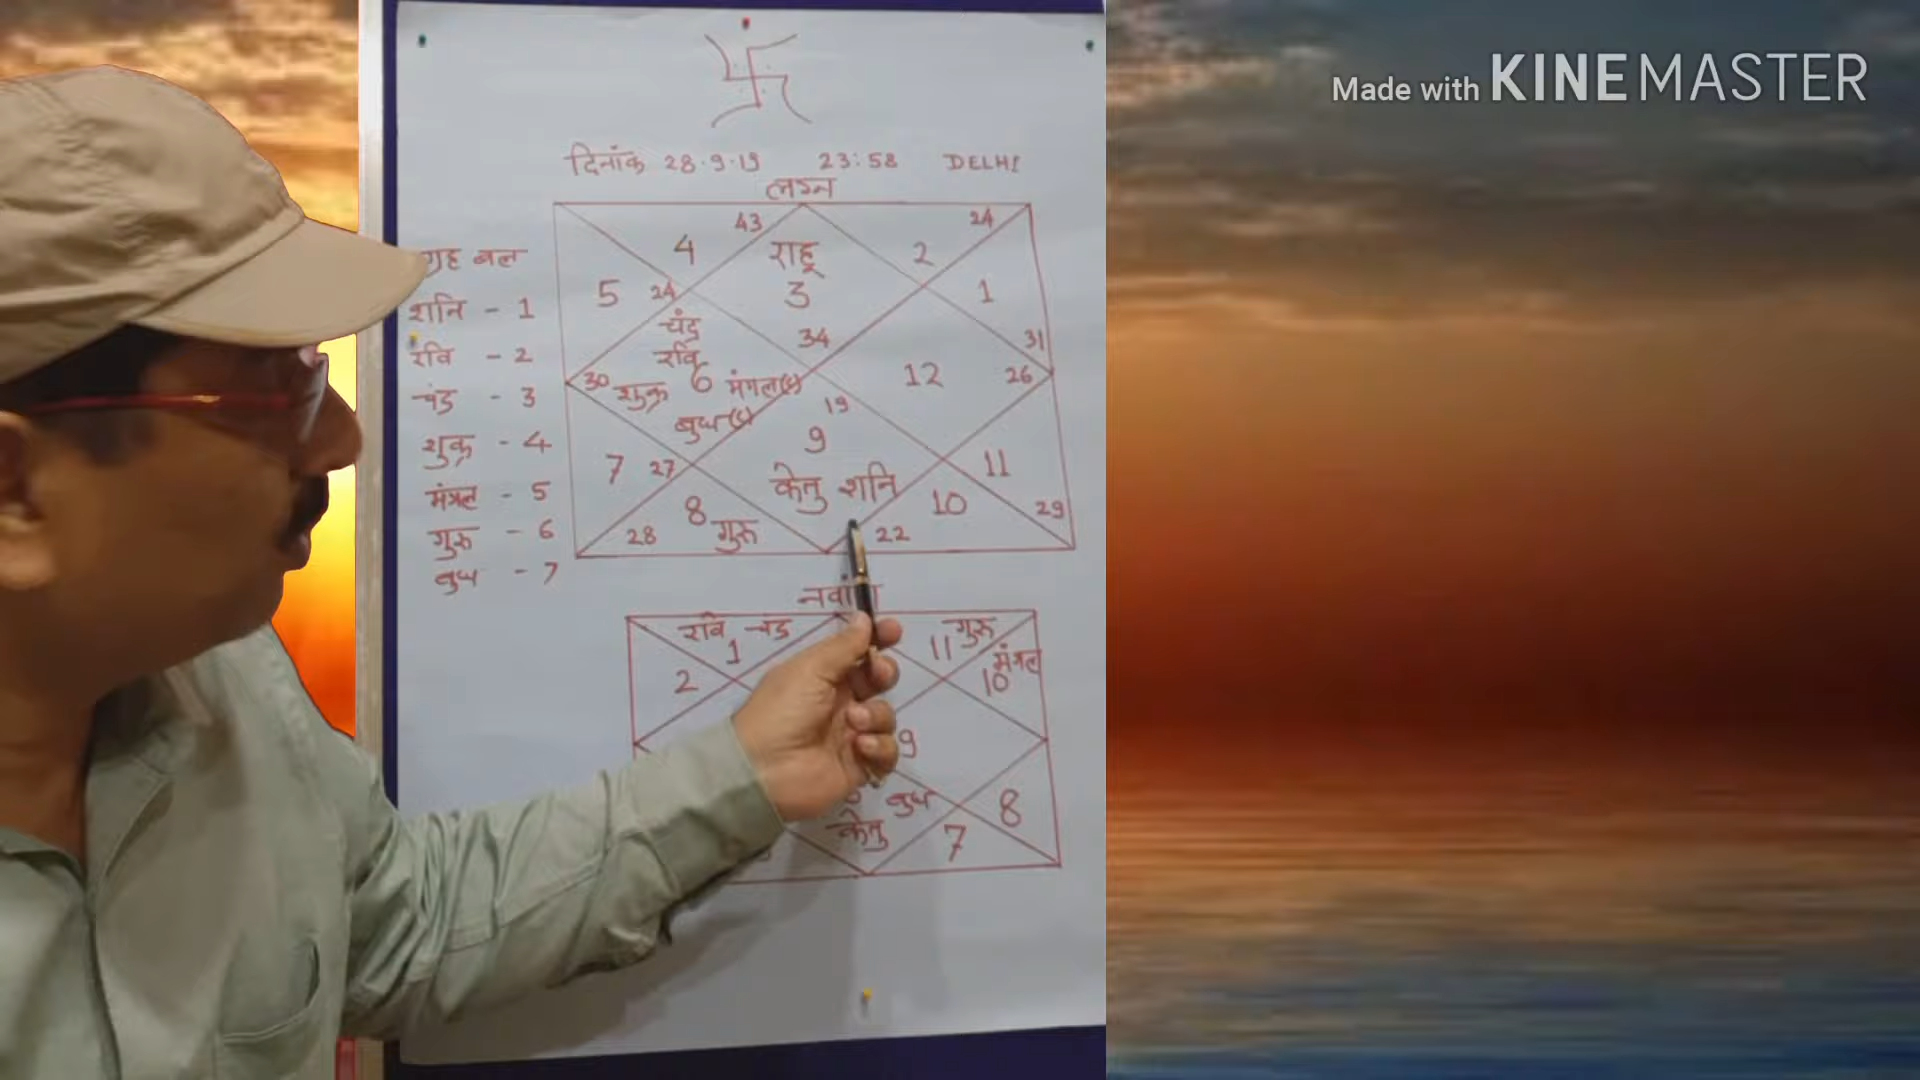 Made with KINEMASTER
दिनांक 28.9.19 23:58 DELHI
लग्न
ग्रह बल
शनि - 1
रवि - 2
चंद्र - 3
शुक्र - 4
मंगल - 5
गुरु - 6
बुध - 7
43 24
4 राहू 2
5 24 3 1
चंद्र 34 31
रवि
30 शुक्र 6 मंगल 12 26
बुध 19
9
7 27 11
केतु शनि
8 गुरु 10 29
28 22
रवि चंद्र गुरु
1 11 मंगल
2 10
9
बुध 8
केतु 7